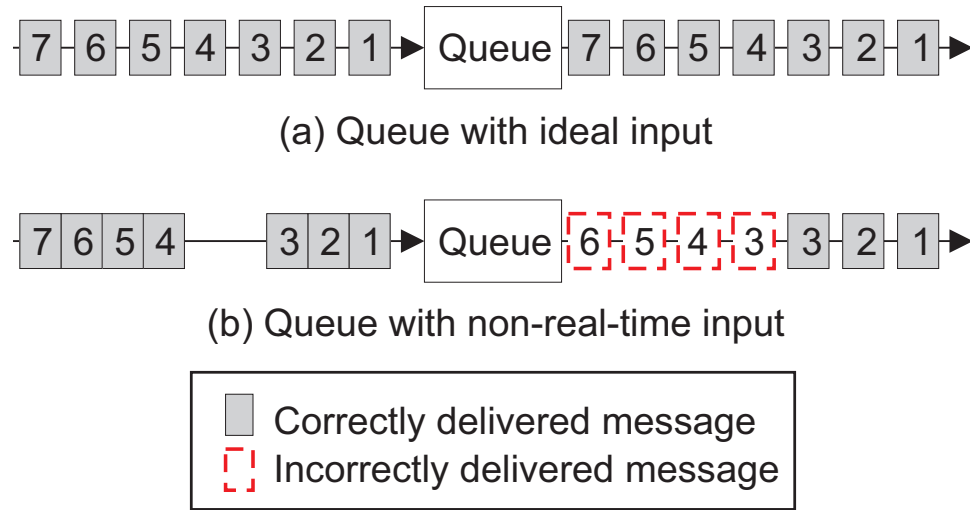 7 6 5 4 3 2 1 Queue 7 6 5 4 3 2 1
(a) Queue with ideal input
7 6 5 4 3 2 1 Queue 6 5 4 3 3 2 1
(b) Queue with non-real-time input
Correctly delivered message
Incorrectly delivered message